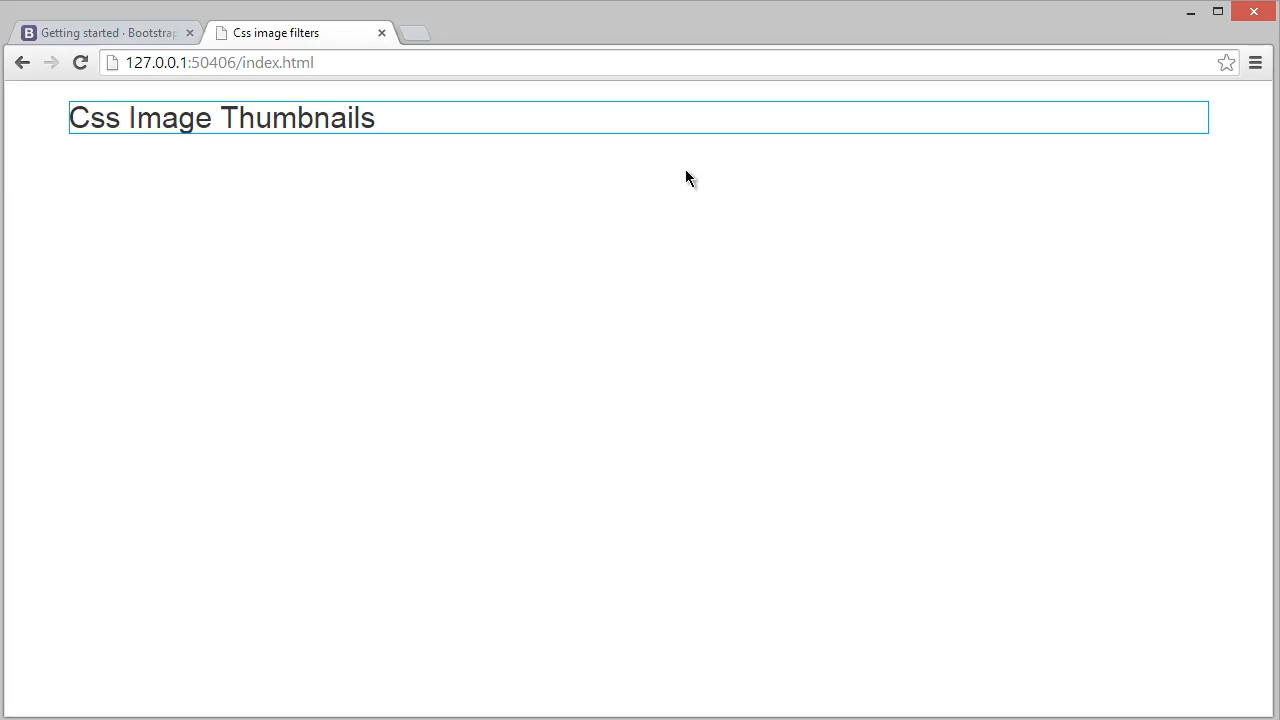 B Getting started · Bootstrap
Css image filters
127.0.0.1:50406/index.html
Css Image Thumbnails